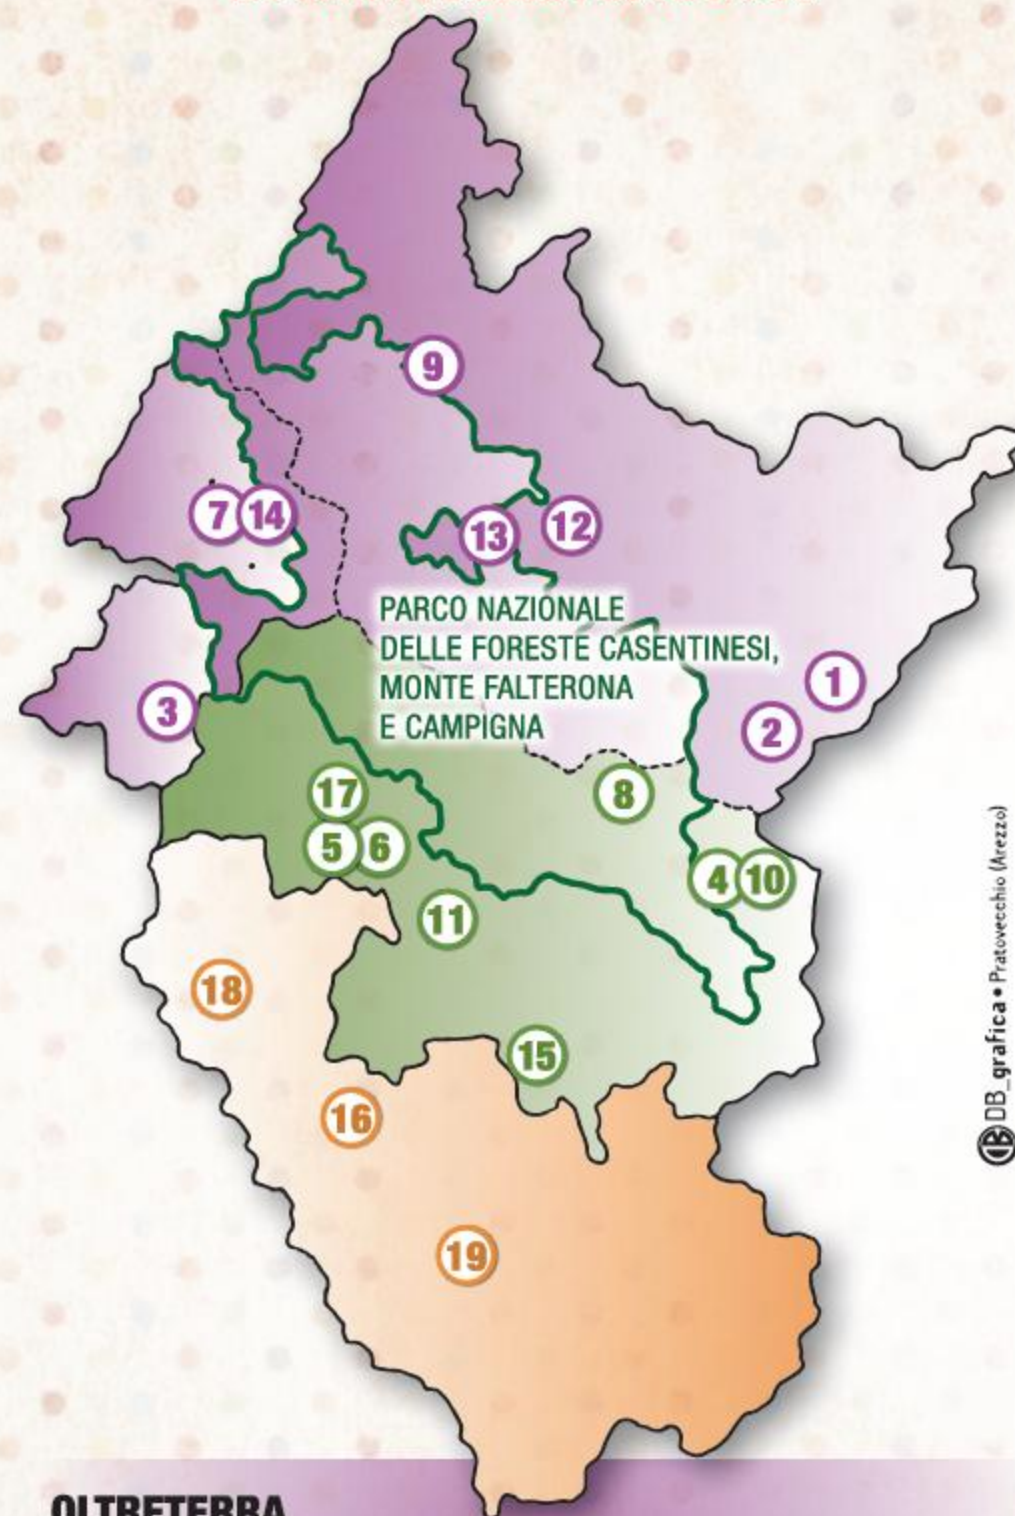 9
7 14
13 12
PARCO NAZIONALE
DELLE FORESTE CASENTINESI,
MONTE FALTERONA
E CAMPIGNA
1
2
3
8
17
5 6
4 10
11
18
15
16
19
DB_grafica • Pratovecchio (Arezzo)
OLTRETERRA